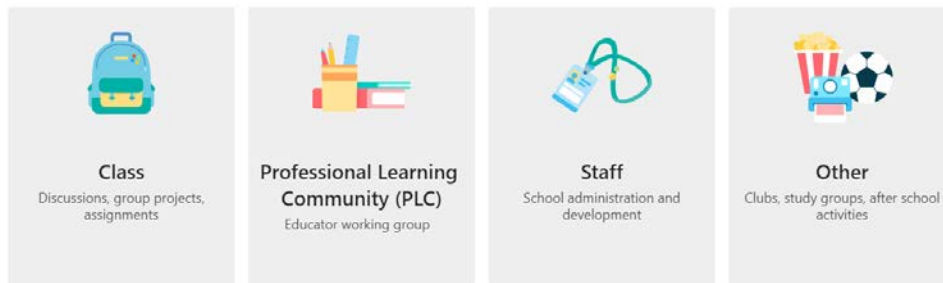 Class
Discussions, group projects,
assignments
Professional Learning
Community (PLC)
Educator working group
Staff
School administration and
development
Other
Clubs, study groups, after school
activities